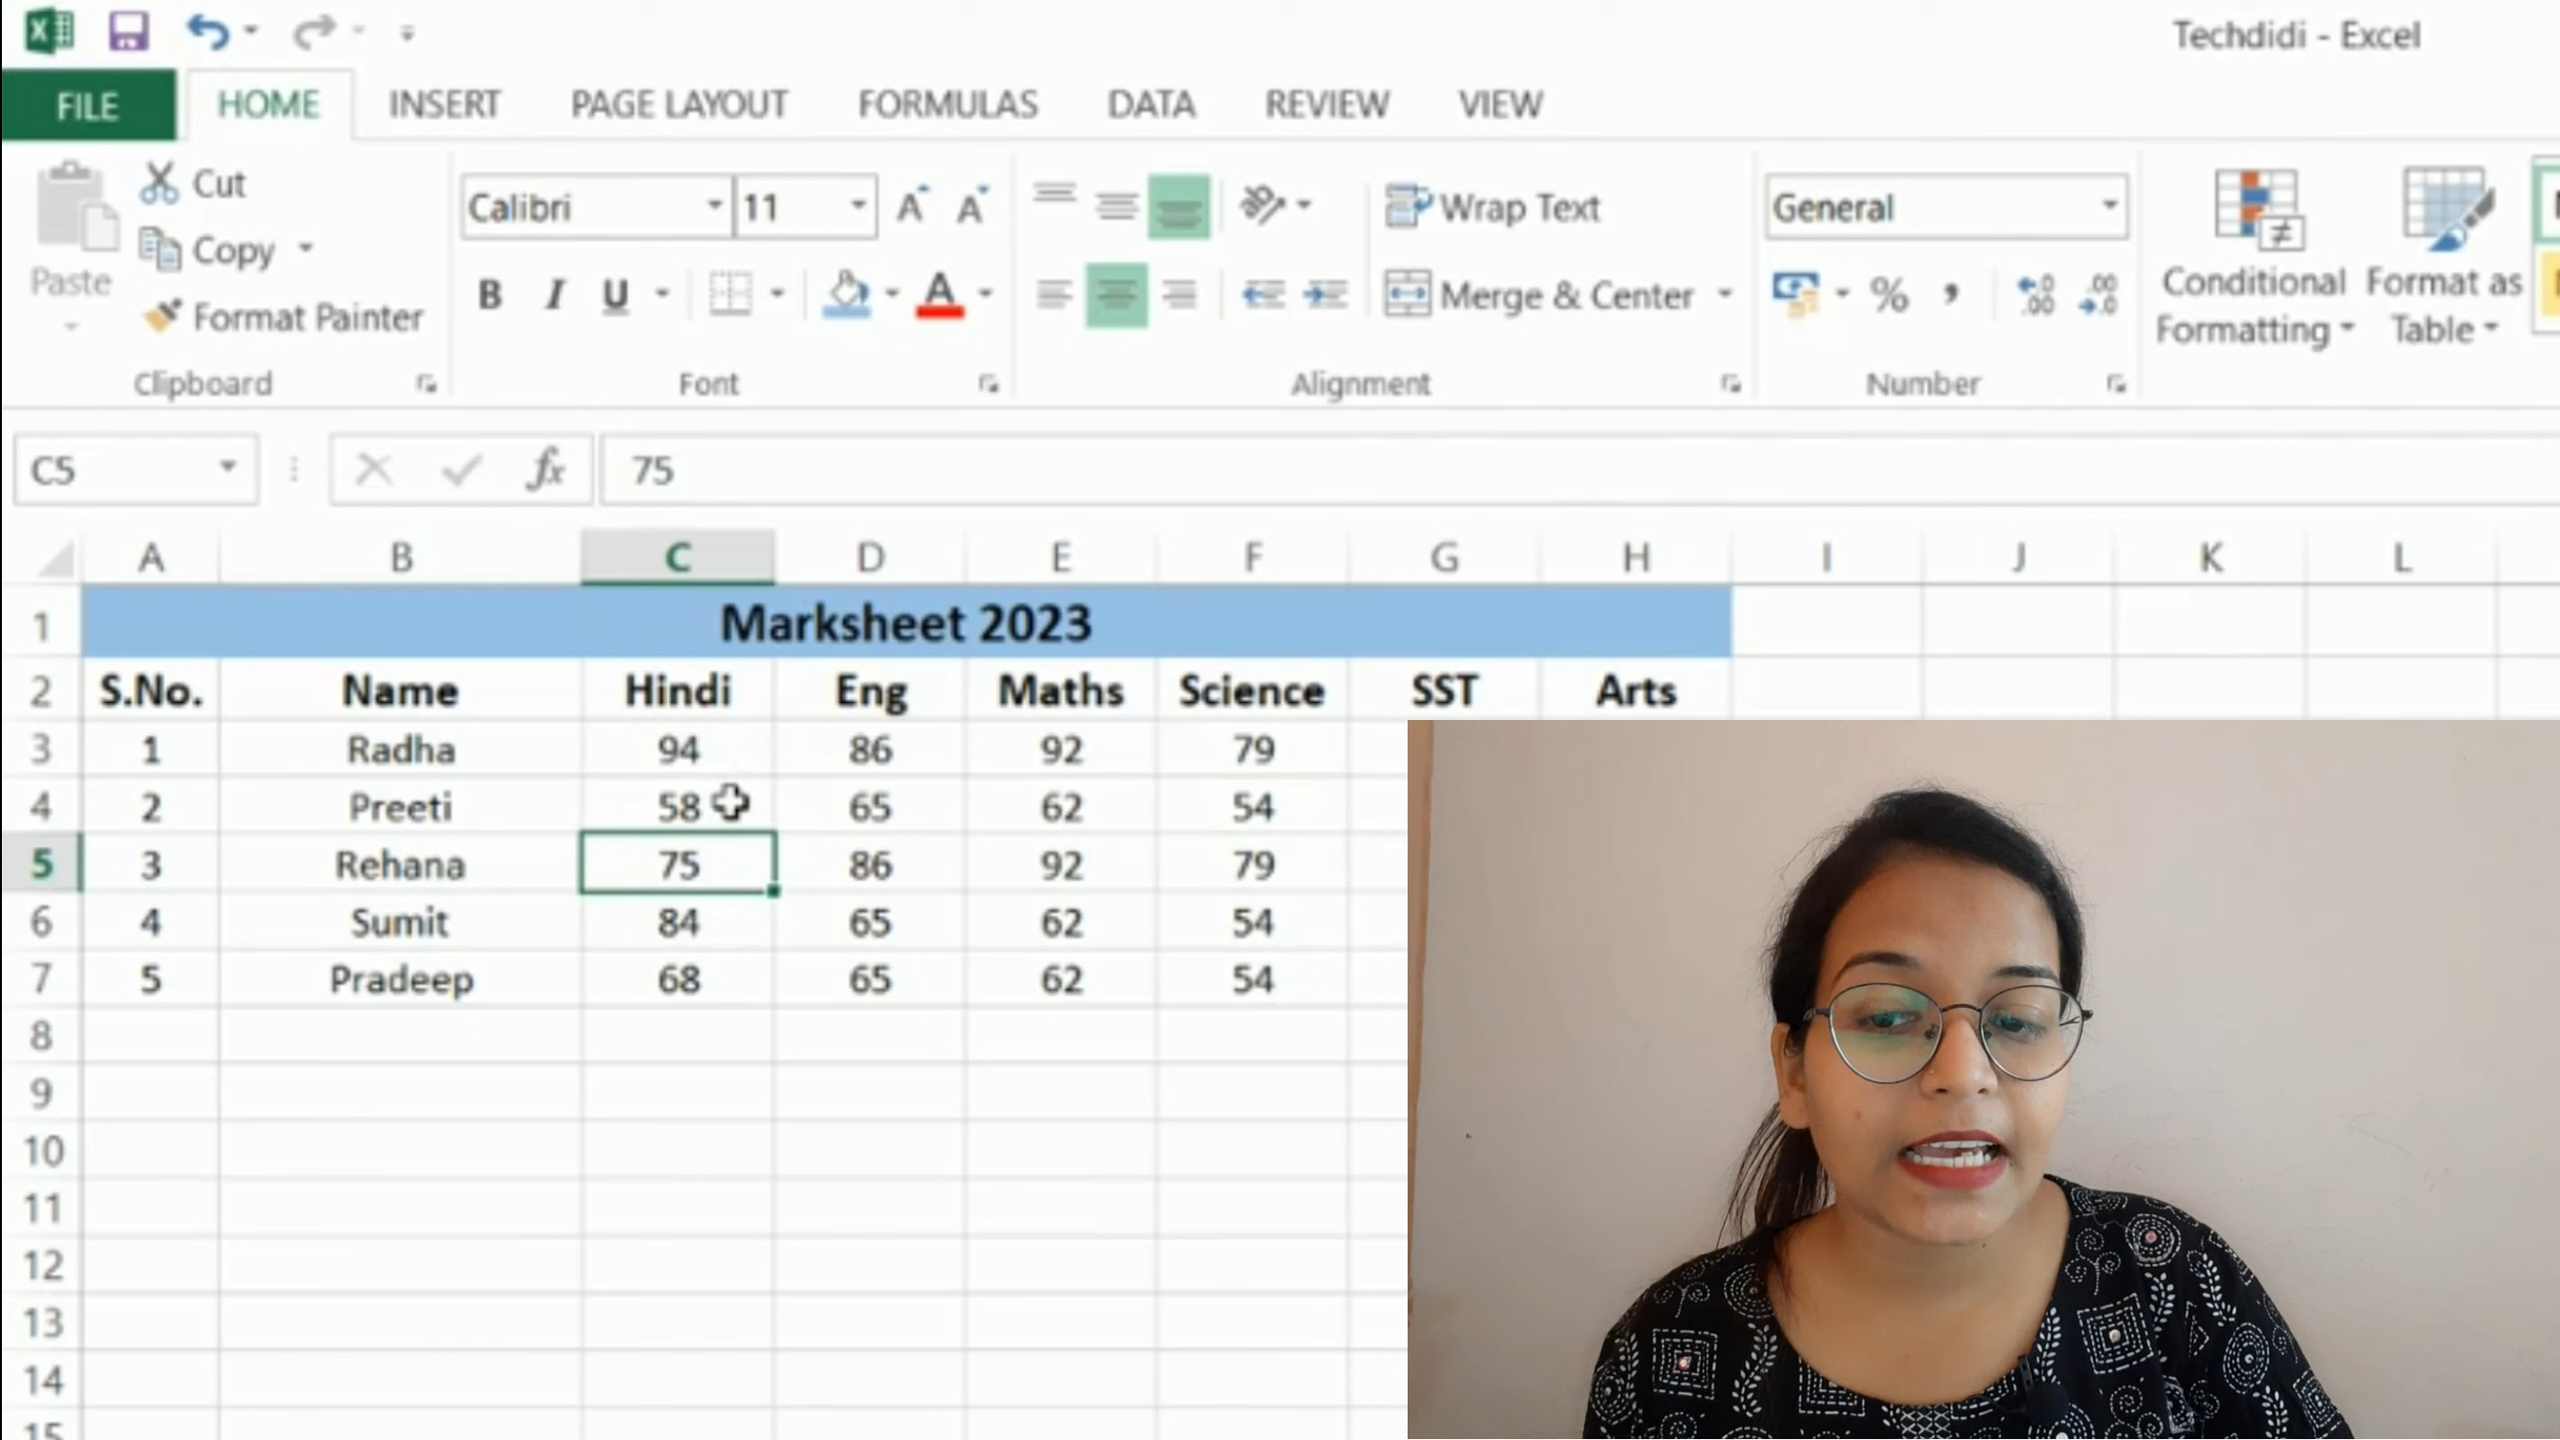 Techdidi - Excel
FILE HOME INSERT PAGE LAYOUT FORMULAS DATA REVIEW VIEW
Cut
Copy
Format Painter
Paste
Clipboard
Calibri 11
B I U
Font
Wrap Text
Merge & Center
Alignment
General
% ,
Number
Conditional Formatting
Format as Table
C5 fx 75
A B C D E F G H I J K L
1 Marksheet 2023
2 S.No. Name Hindi Eng Maths Science SST Arts
3 1 Radha 94 86 92 79
4 2 Preeti 58 65 62 54
5 3 Rehana 75 86 92 79
6 4 Sumit 84 65 62 54
7 5 Pradeep 68 65 62 54
8
9
10
11
12
13
14
15